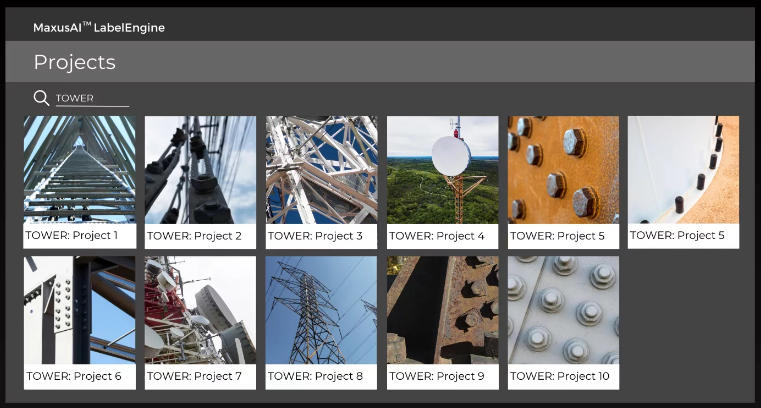 MaxusAI™ LabelEngine
Projects
TOWER
TOWER: Project 1
TOWER: Project 2
TOWER: Project 3
TOWER: Project 4
TOWER: Project 5
TOWER: Project 5
TOWER: Project 6
TOWER: Project 7
TOWER: Project 8
TOWER: Project 9
TOWER: Project 10